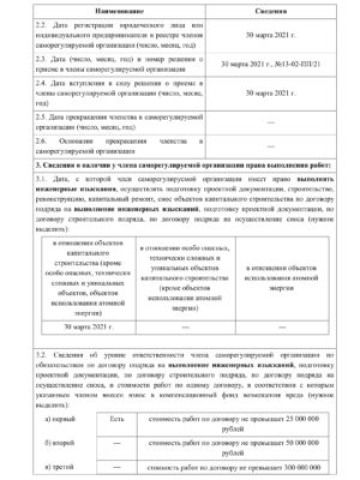 Наименование Сведения
2.2. Дата регистрации юридического лица или
индивидуального предпринимателя в реестре членов
саморегулируемой организации (число, месяц, год)
30 марта 2021 г.
2.3. Дата (число, месяц, год) и номер решения о
приеме в члены саморегулируемой организации
30 марта 2021 г., №13-02-ПП/21
2.4. Дата вступления в силу решения о приеме в
члены саморегулируемой организации (число, месяц,
год)
30 марта 2021 г.
2.5. Дата прекращения членства в саморегулируемой
организации (число, месяц, год)
—
2.6. Основания прекращения членства в
саморегулируемой организации
—
3. Сведения о наличии у члена саморегулируемой организации права выполнения работ:
3.1. Дата, с которой член саморегулируемой организации имеет право выполнять
инженерные изыскания, осуществлять подготовку проектной документации, строительство,
реконструкцию, капитальный ремонт, снос объектов капитального строительства по договору
подряда на выполнение инженерных изысканий, подготовку проектной документации, по
договору строительного подряда, по договору подряда на осуществление сноса (нужное
выделить):
в отношении объектов
капитального
строительства (кроме
особо опасных, технически
сложных и уникальных
объектов, объектов
использования атомной
энергии)
в отношении особо опасных,
технически сложных и
уникальных объектов
капитального строительства
(кроме объектов
использования атомной
энергии)
в отношении объектов
использования атомной
энергии
30 марта 2021 г. — —
3.2. Сведения об уровне ответственности члена саморегулируемой организации по
обязательствам по договору подряда на выполнение инженерных изысканий, подготовку
проектной документации, по договору строительного подряда, по договору подряда на
осуществление сноса, и стоимости работ по одному договору, в соответствии с которым
указанным членом внесен взнос в компенсационный фонд возмещения вреда (нужное
выделить):
а) первый Есть стоимость работ по договору не превышает 25 000 000
рублей
б) второй — стоимость работ по договору не превышает 50 000 000
рублей
в) третий — стоимость работ по договору не превышает 300 000 000